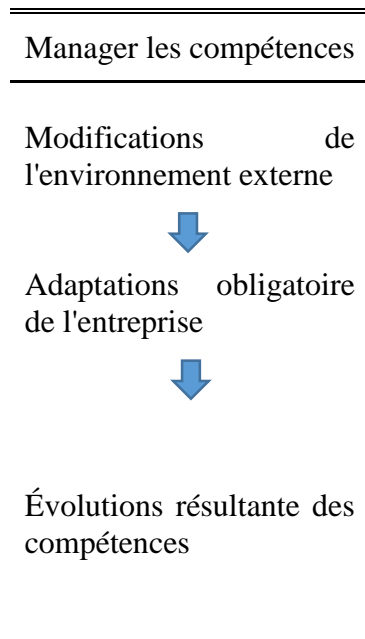 Manager les compétences
Modifications de
l'environnement externe
Adaptations obligatoire
de l'entreprise
Évolutions résultante des
compétences